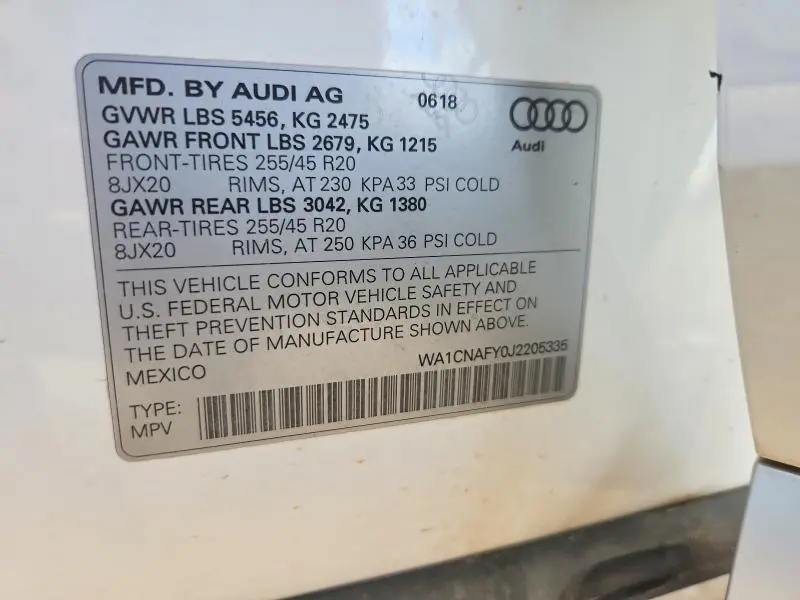 MFD. BY AUDI AG 0618
GVWR LBS 5456, KG 2475
GAWR FRONT LBS 2679, KG 1215
Audi
FRONT-TIRES 255/45 R20
8JX20 RIMS, AT 230 KPA 33 PSI COLD
GAWR REAR LBS 3042, KG 1380
REAR-TIRES 255/45 R20
8JX20 RIMS, AT 250 KPA 36 PSI COLD
THIS VEHICLE CONFORMS TO ALL APPLICABLE
U.S. FEDERAL MOTOR VEHICLE SAFETY AND
THEFT PREVENTION STANDARDS IN EFFECT ON
THE DATE OF MANUFACTURE SHOWN ABOVE.
MEXICO WA1CNAFY0J2205335
TYPE:
MPV